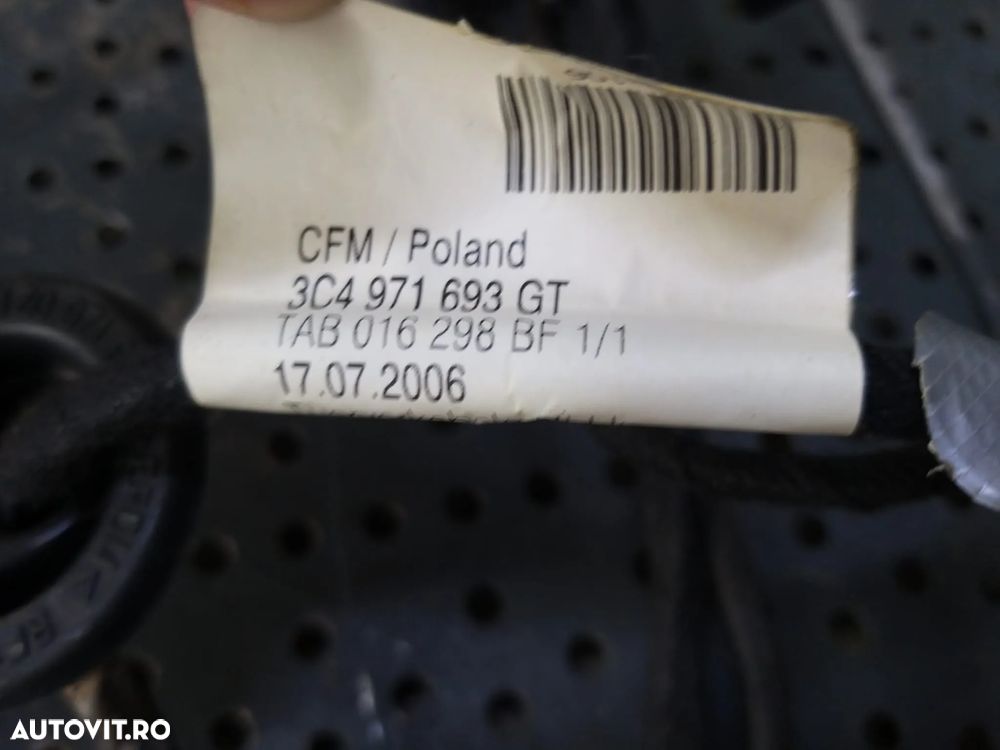 CFM / Poland
3C4 971 693 GT
TAB 016 298 BF 1/1
17.07.2006
AUTOVIT.RO